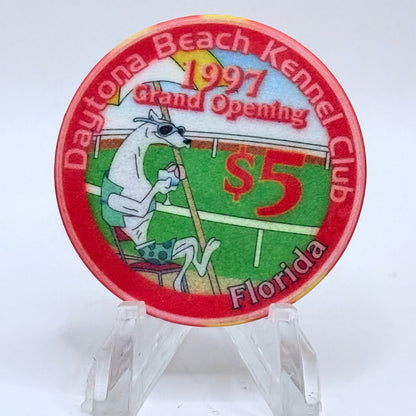 Daytona Beach Kennel Club
1997
Grand Opening
$5
Florida